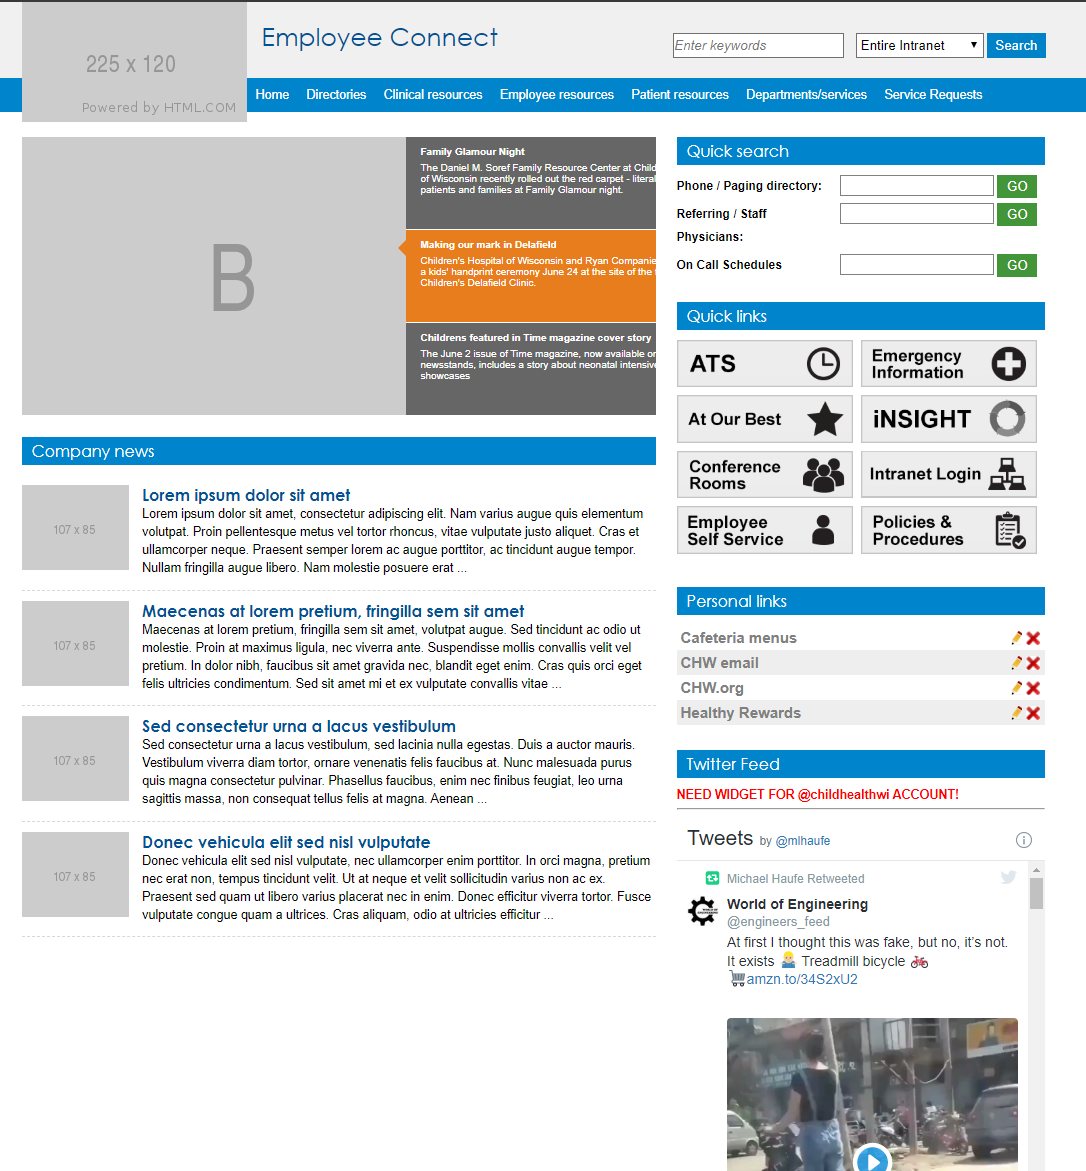 225 x 120
Powered by HTML.COM
Employee Connect
Enter keywords
Entire Intranet
Search
Home Directories Clinical resources Employee resources Patient resources Departments/services Service Requests
B
Family Glamour Night
The Daniel M. Soref Family Resource Center at Child
of Wisconsin recently rolled out the red carpet - literal
patients and families at Family Glamour night.
Making our mark in Delafield
Children's Hospital of Wisconsin and Ryan Companie
a kids' handprint ceremony June 24 at the site of the
Children's Delafield Clinic.
Childrens featured in Time magazine cover story
The June 2 issue of Time magazine, now available or
newsstands, includes a story about neonatal intensive
showcases
Company news
107 x 85
Lorem ipsum dolor sit amet
Lorem ipsum dolor sit amet, consectetur adipiscing elit. Nam varius augue quis elementum
volutpat. Proin pellentesque metus vel tortor rhoncus, vitae vulputate justo aliquet. Cras et
ullamcorper neque. Praesent semper lorem ac augue porttitor, ac tincidunt augue tempor.
Nullam fringilla augue libero. Nam molestie posuere erat ...
107 x 85
Maecenas at lorem pretium, fringilla sem sit amet
Maecenas at lorem pretium, fringilla sem sit amet, volutpat augue. Sed tincidunt ac odio ut
molestie. Proin at maximus ligula, nec viverra ante. Suspendisse mollis convallis velit vel
pretium. In dolor nibh, faucibus sit amet gravida nec, blandit eget enim. Cras quis orci eget
felis ultricies condimentum. Sed sit amet mi et ex vulputate convallis vitae ...
107 x 85
Sed consectetur urna a lacus vestibulum
Sed consectetur urna a lacus vestibulum, sed lacinia nulla egestas. Duis a auctor mauris.
Vestibulum viverra diam tortor, ornare venenatis felis faucibus at. Nunc malesuada purus
quis magna consectetur pulvinar. Phasellus faucibus, enim nec finibus feugiat, leo urna
sagittis massa, non consequat tellus felis at magna. Aenean ...
107 x 85
Donec vehicula elit sed nisl vulputate
Donec vehicula elit sed nisl vulputate, nec ullamcorper enim porttitor. In orci magna, pretium
nec erat non, tempus tincidunt velit. Ut at neque et velit sollicitudin varius non ac ex.
Praesent sed quam ut libero varius placerat nec in enim. Donec efficitur viverra tortor. Fusce
vulputate congue quam a ultrices. Cras aliquam, odio at ultricies efficitur ...
Quick search
Phone / Paging directory:
GO
Referring / Staff
Physicians:
GO
On Call Schedules
GO
Quick links
ATS
Emergency
Information
At Our Best
iNSIGHT
Conference
Rooms
Intranet Login
Employee
Self Service
Policies &
Procedures
Personal links
Cafeteria menus
CHW email
CHW.org
Healthy Rewards
Twitter Feed
NEED WIDGET FOR @childhealthwi ACCOUNT!
Tweets by @mlhaufe
Michael Haufe Retweeted
World of Engineering
@engineers_feed
At first I thought this was fake, but no, it's not.
It exists Treadmill bicycle
amzn.to/34S2xU2